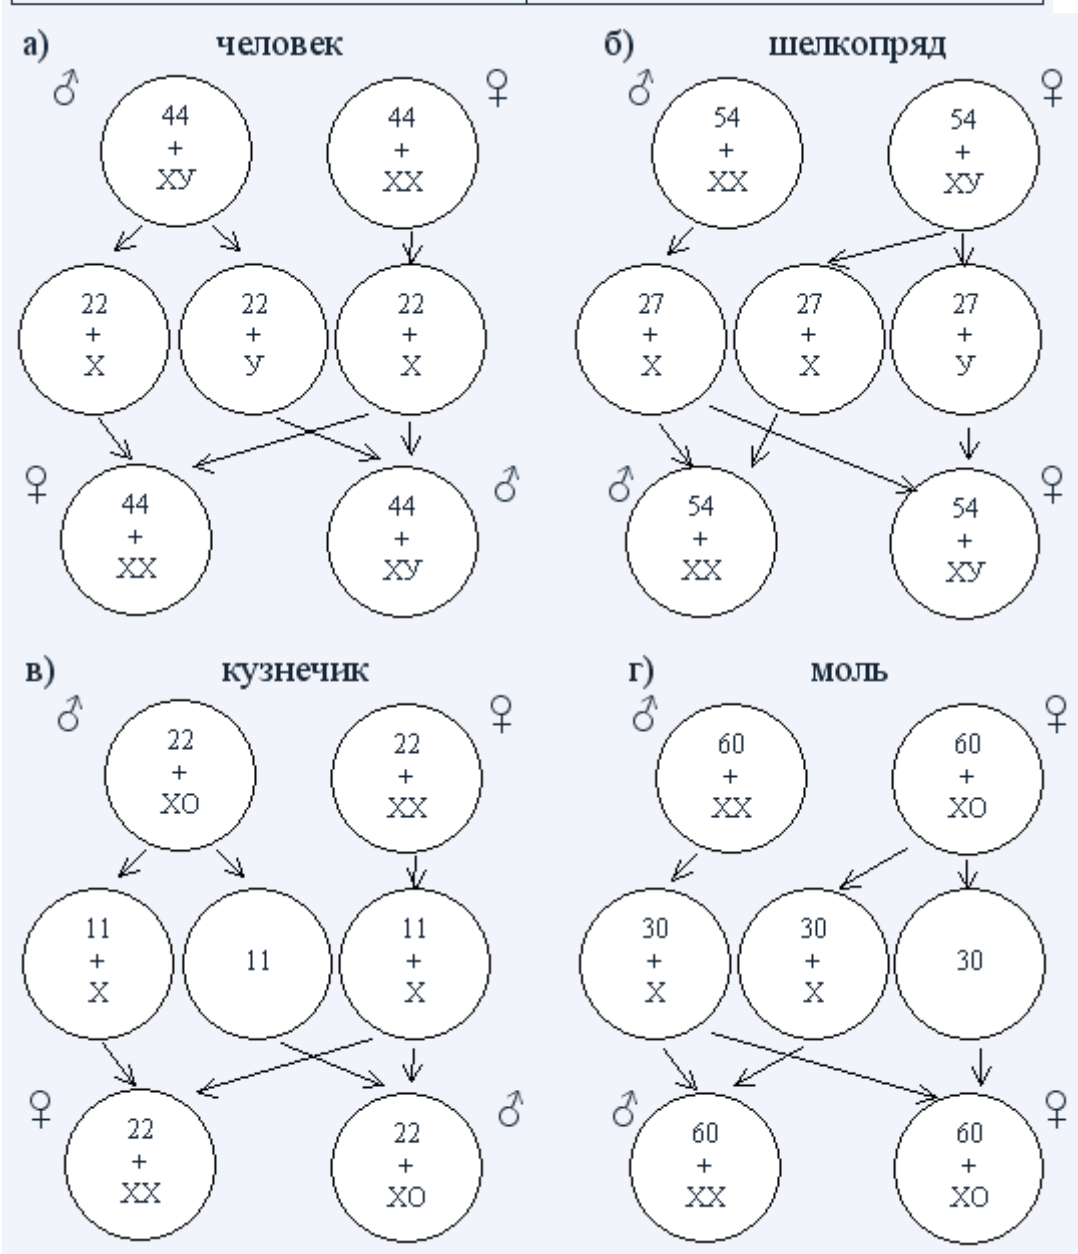 а) человек
♂ ♀
44 + ХУ
44 + ХХ
22 + Х
22 + У
22 + Х
♀ ♂
44 + ХХ
44 + ХУ
б) шелкопряд
♂ ♀
54 + ХХ
54 + ХУ
27 + Х
27 + Х
27 + У
♂ ♀
54 + ХХ
54 + ХУ
в) кузнечик
♂ ♀
22 + ХО
22 + ХХ
11 + Х
11
11 + Х
♀ ♂
22 + ХХ
22 + ХО
г) моль
♂ ♀
60 + ХХ
60 + ХО
30 + Х
30 + Х
30
♂ ♀
60 + ХХ
60 + ХО